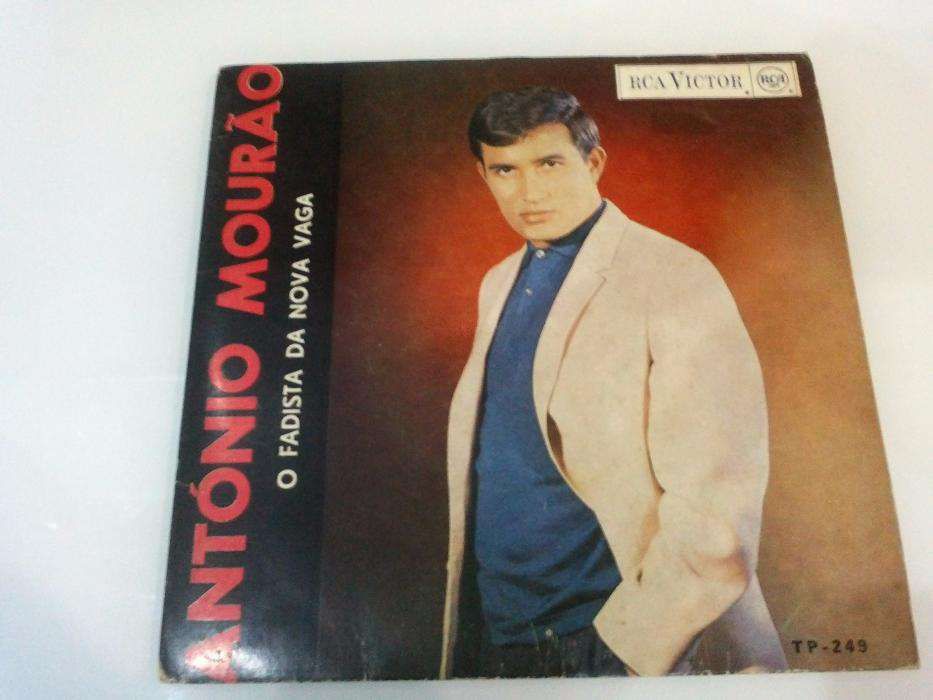 ANTÓNIO MOURÃO
O FADISTA DA NOVA VAGA
RCA VICTOR
RCA
TP-249